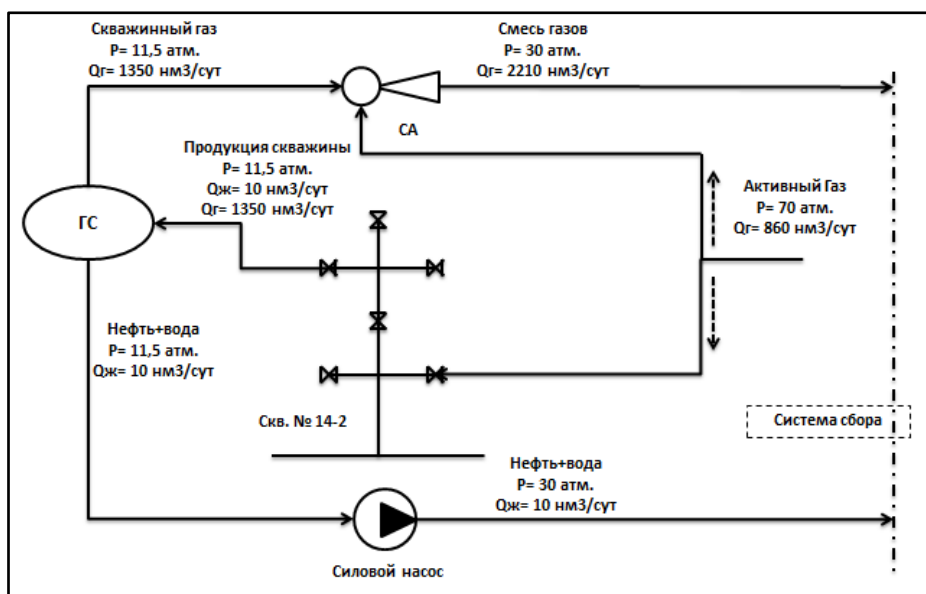 Скважинный газ
P= 11,5 атм.
Qг= 1350 нм3/сут
Смесь газов
P= 30 атм.
Qг= 2210 нм3/сут
СА
Продукция скважины
P= 11,5 атм.
Qж= 10 нм3/сут
Qг= 1350 нм3/сут
Активный Газ
P= 70 атм.
Qг= 860 нм3/сут
ГС
Нефть+вода
P= 11,5 атм.
Qж= 10 нм3/сут
Скв. № 14-2
Система сбора
Нефть+вода
P= 30 атм.
Qж= 10 нм3/сут
Силовой насос